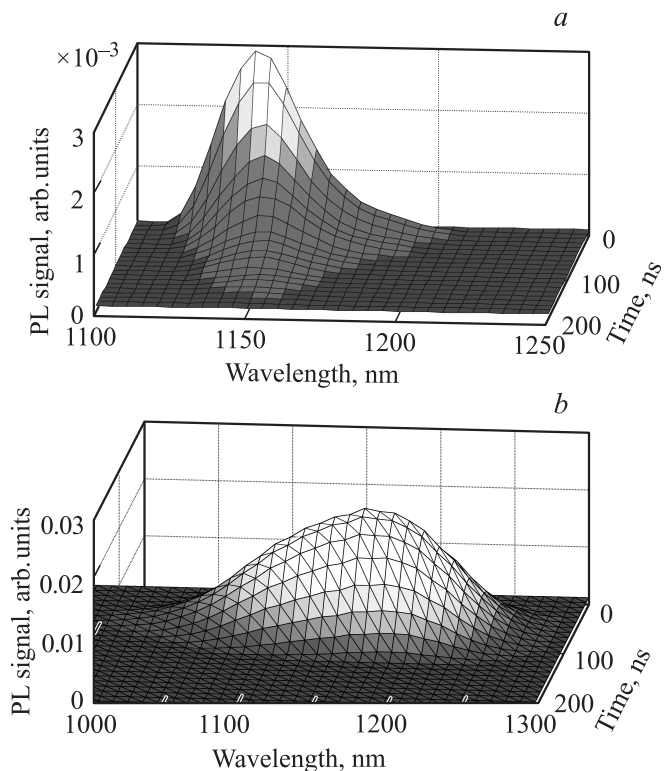 a
×10⁻³
3
2
1
0
PL signal, arb. units
1100
1150
1200
1250
Wavelength, nm
0
100
200
Time, ns
b
0.03
0.02
0.01
0
PL signal, arb. units
1000
1100
1200
1300
Wavelength, nm
0
100
200
Time, ns